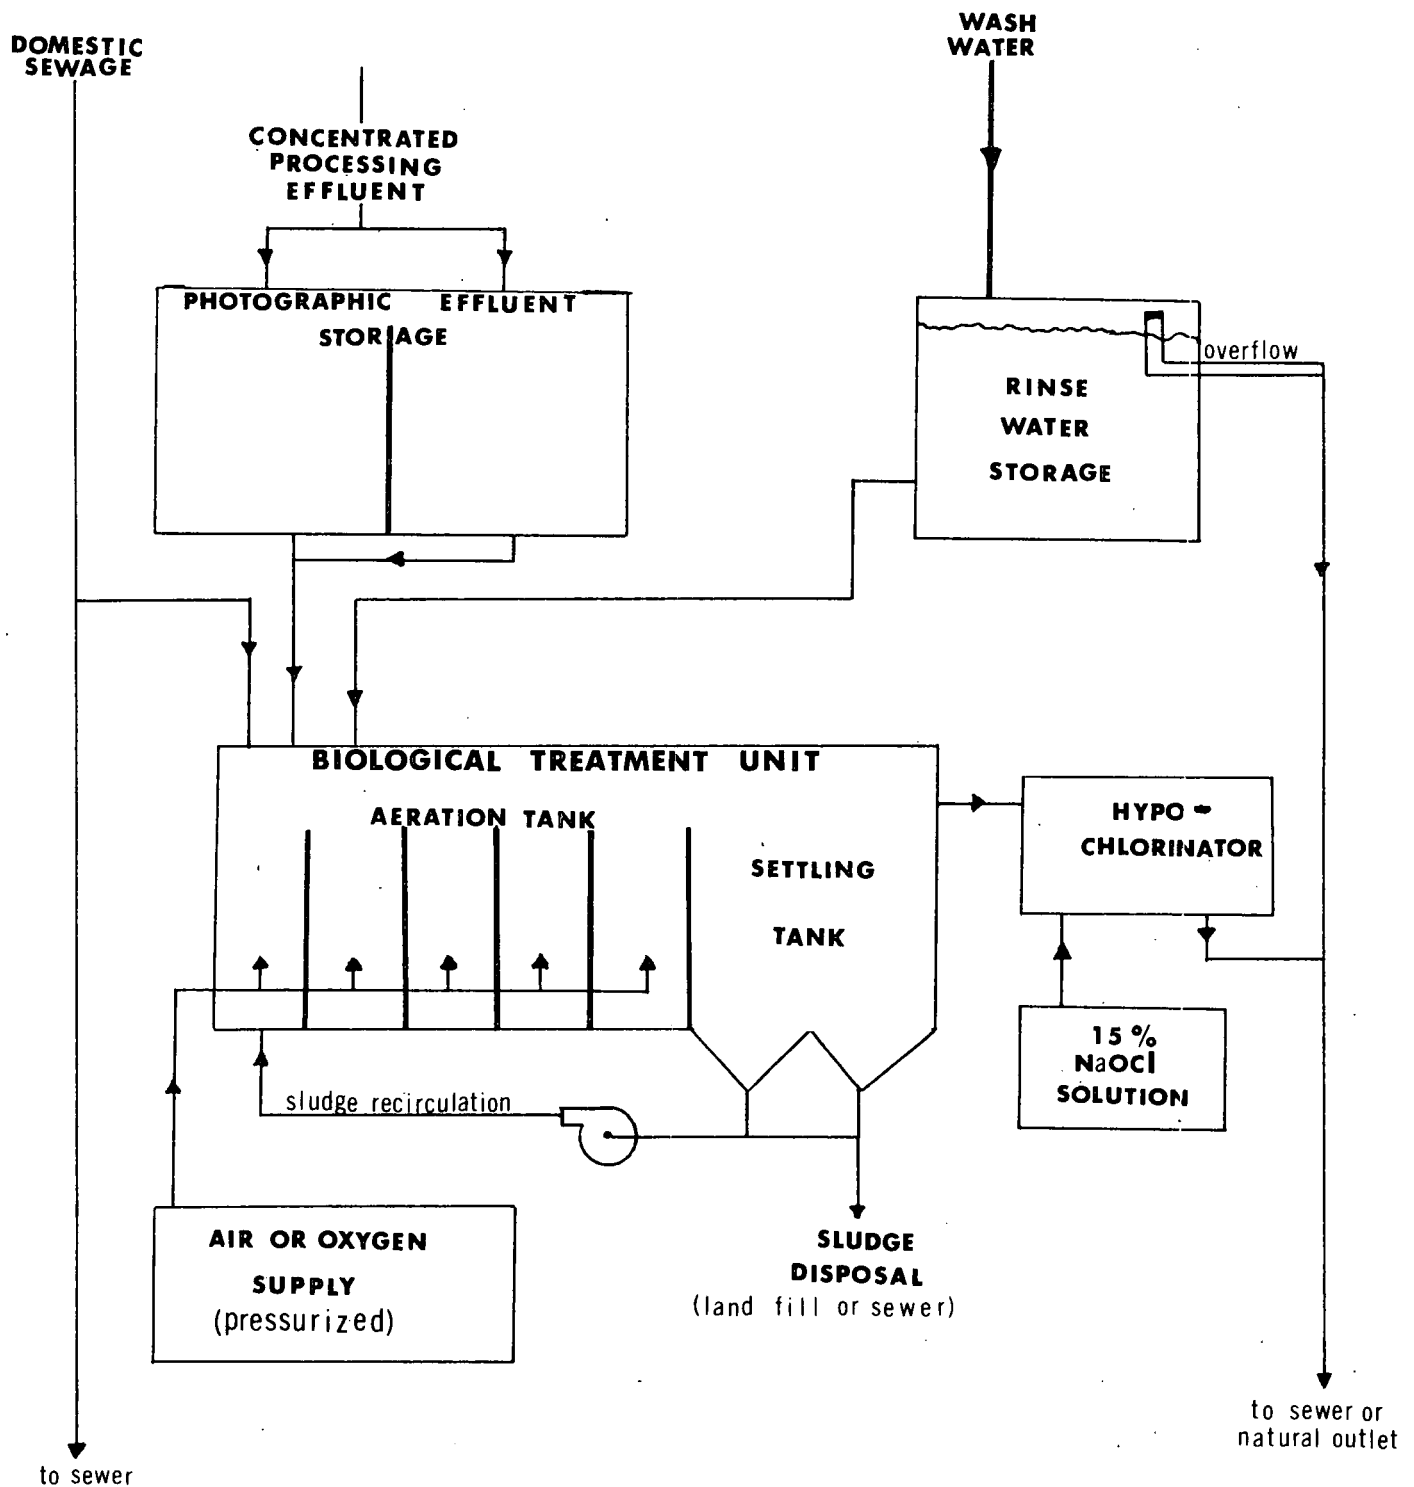 DOMESTIC
SEWAGE
WASH
WATER
CONCENTRATED
PROCESSING
EFFLUENT
PHOTOGRAPHIC EFFLUENT
STORAGE
overflow
RINSE
WATER
STORAGE
BIOLOGICAL TREATMENT UNIT
AERATION TANK
SETTLING
TANK
HYPO-
CHLORINATOR
15%
NaOCl
SOLUTION
sludge recirculation
AIR OR OXYGEN
SUPPLY
(pressurized)
SLUDGE
DISPOSAL
(land fill or sewer)
to sewer or
natural outlet
to sewer